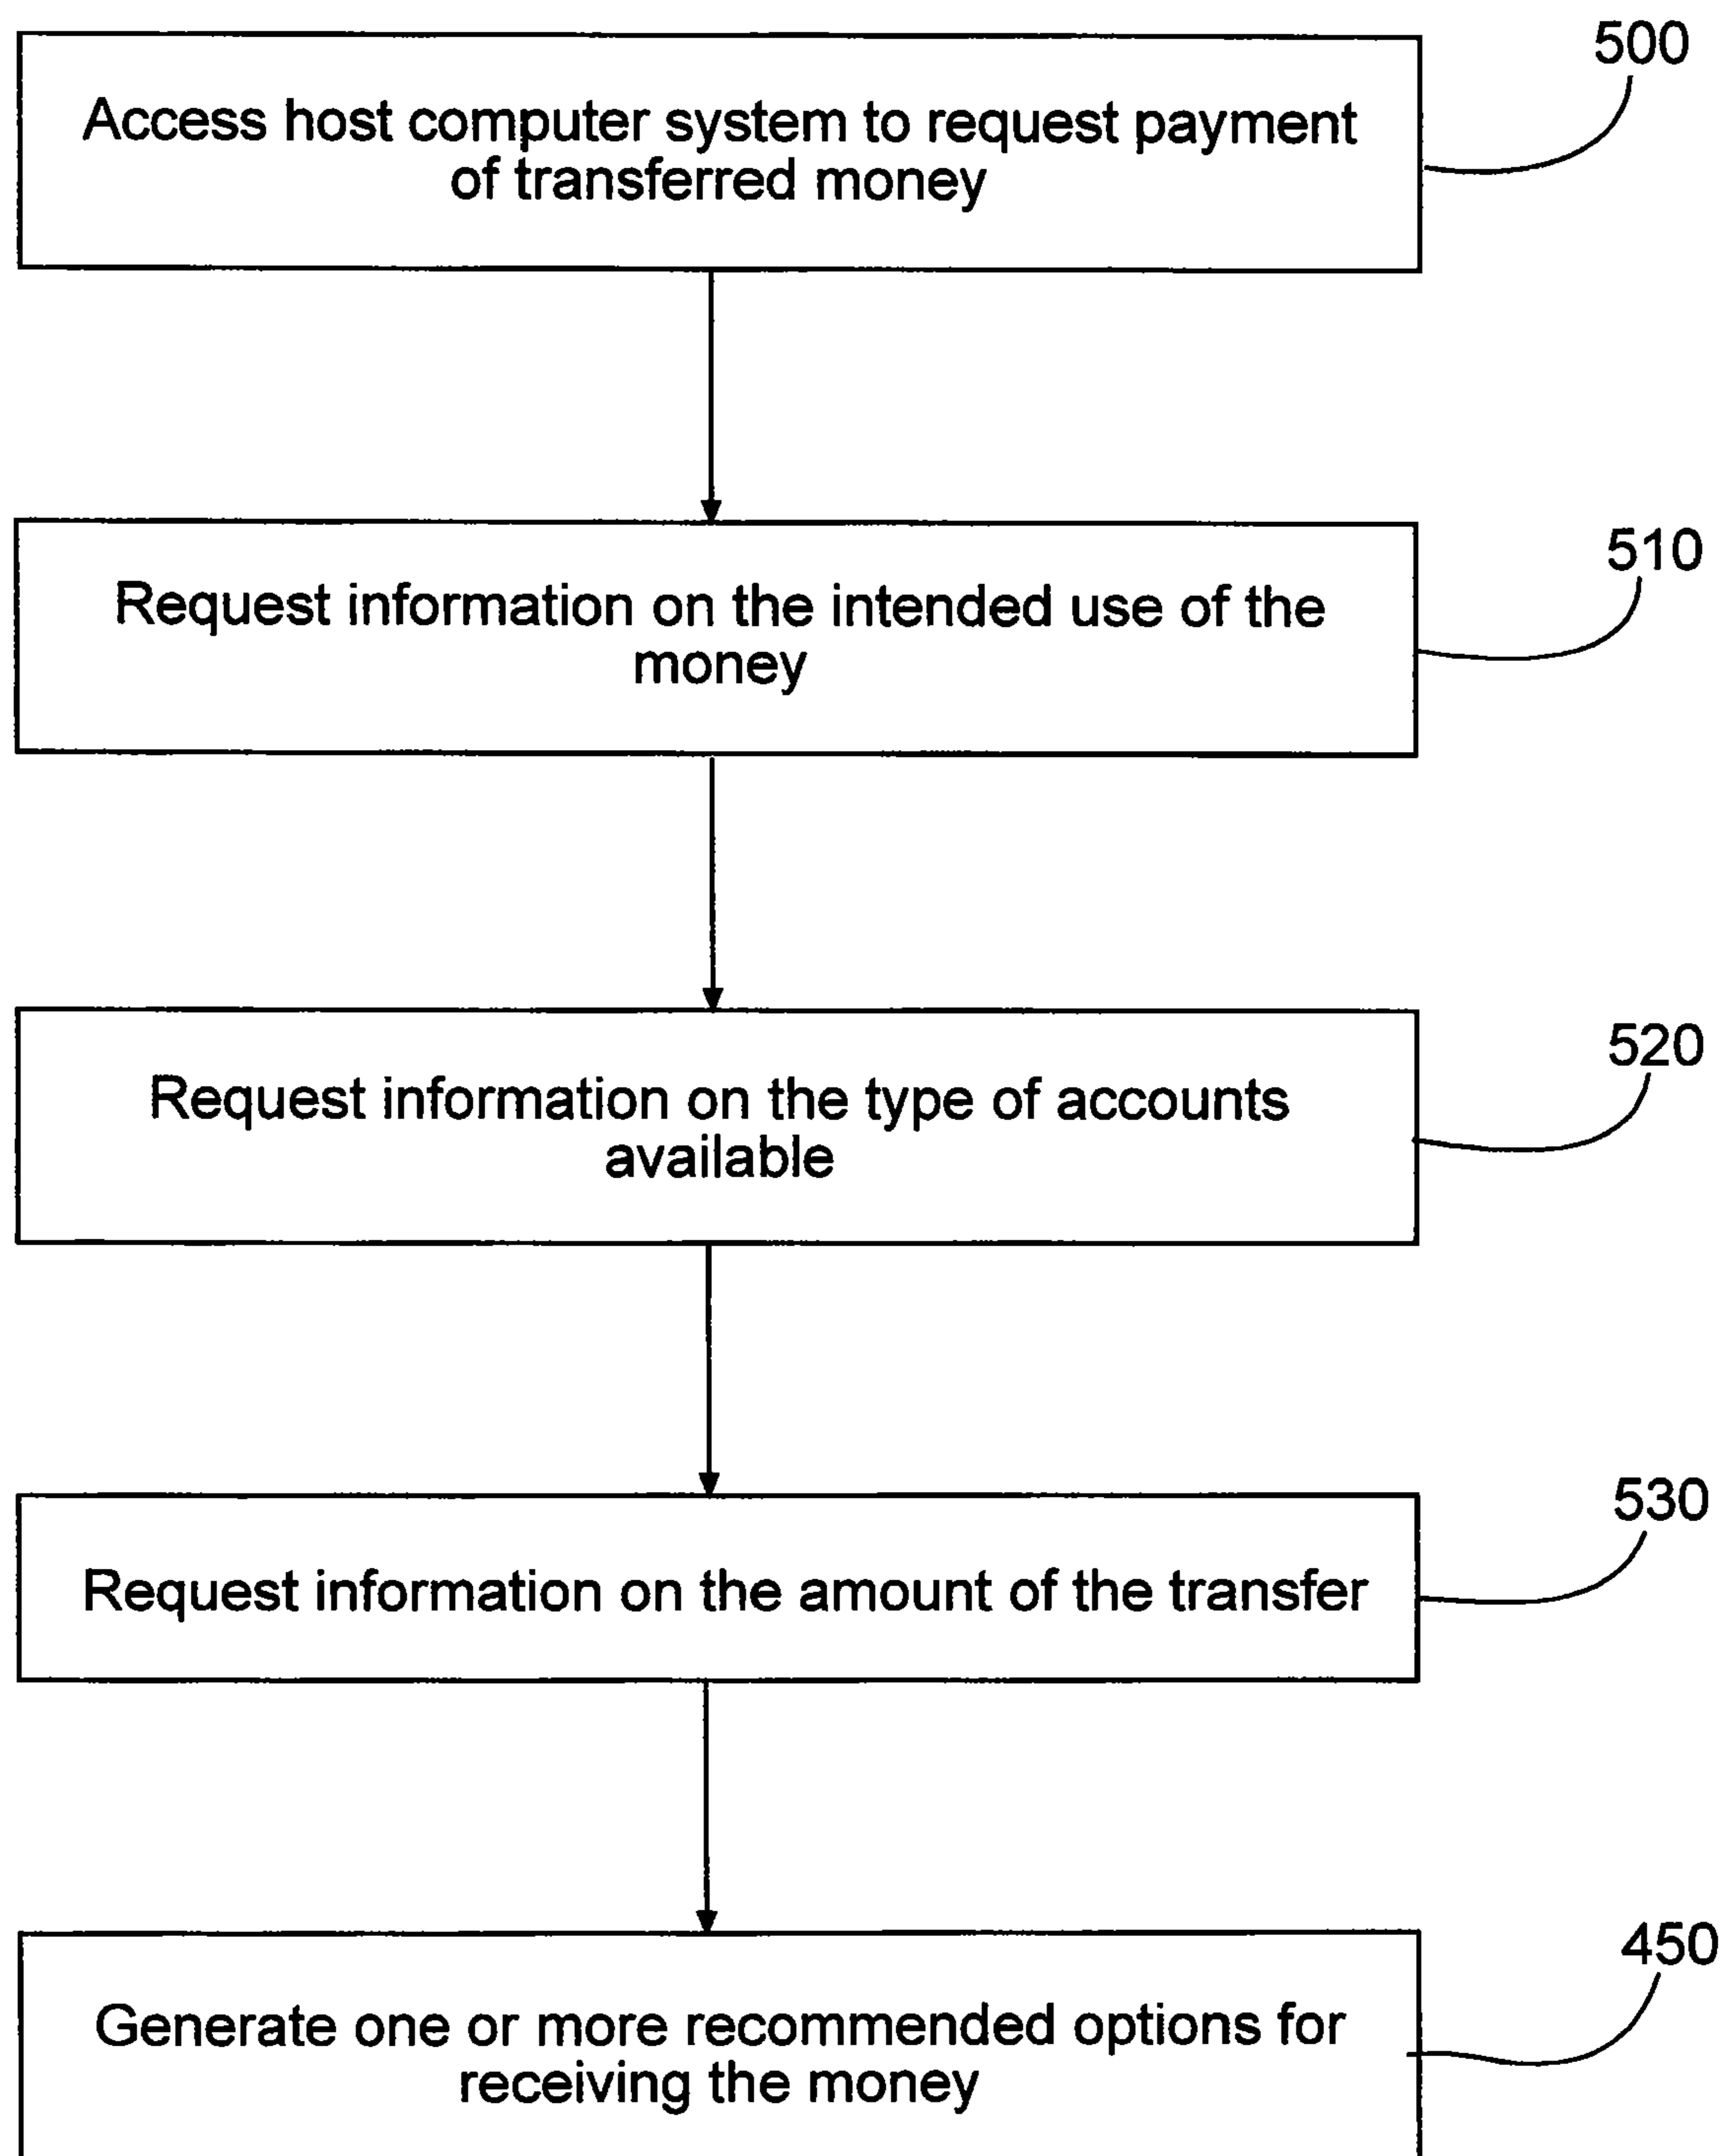 500
Access host computer system to request payment
of transferred money
510
Request information on the intended use of the
money
520
Request information on the type of accounts
available
530
Request information on the amount of the transfer
450
Generate one or more recommended options for
receiving the money